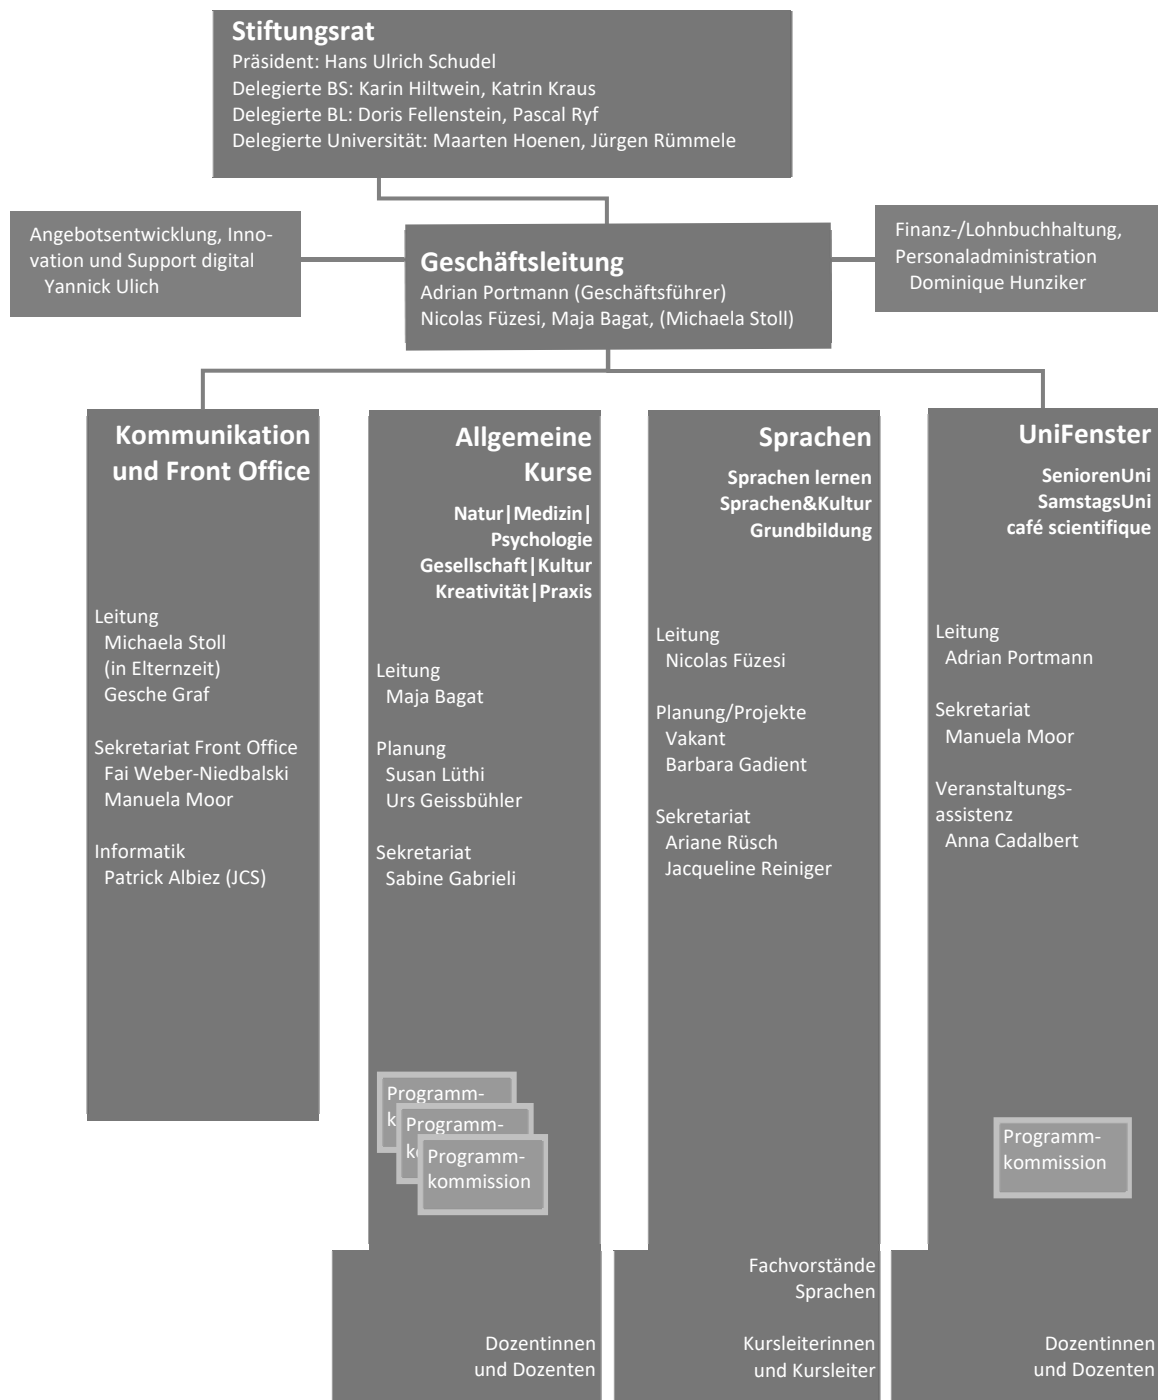 Stiftungsrat
Präsident: Hans Ulrich Schudel
Delegierte BS: Karin Hiltwein, Katrin Kraus
Delegierte BL: Doris Fellenstein, Pascal Ryf
Delegierte Universität: Maarten Hoenen, Jürgen Rümmele
Angebotsentwicklung, Inno-
vation und Support digital
Yannick Ulich
Geschäftsleitung
Adrian Portmann (Geschäftsführer)
Nicolas Füzesi, Maja Bagat, (Michaela Stoll)
Finanz-/Lohnbuchhaltung,
Personaladministration
Dominique Hunziker
Kommunikation
und Front Office
Leitung
Michaela Stoll
(in Elternzeit)
Gesche Graf
Sekretariat Front Office
Fai Weber-Niedbalski
Manuela Moor
Informatik
Patrick Albiez (JCS)
Allgemeine
Kurse
Natur|Medizin|
Psychologie
Gesellschaft|Kultur
Kreativität|Praxis
Leitung
Maja Bagat
Planung
Susan Lüthi
Urs Geissbühler
Sekretariat
Sabine Gabrieli
Programm-
k
Programm-
k
Programm-
kommission
Dozentinnen
und Dozenten
Sprachen
Sprachen lernen
Sprachen&Kultur
Grundbildung
Leitung
Nicolas Füzesi
Planung/Projekte
Vakant
Barbara Gadient
Sekretariat
Ariane Rüsch
Jacqueline Reiniger
Fachvorstände
Sprachen
Kursleiterinnen
und Kursleiter
UniFenster
SeniorenUni
SamstagsUni
café scientifique
Leitung
Adrian Portmann
Sekretariat
Manuela Moor
Veranstaltungs-
assistenz
Anna Cadalbert
Programm-
kommission
Dozentinnen
und Dozenten